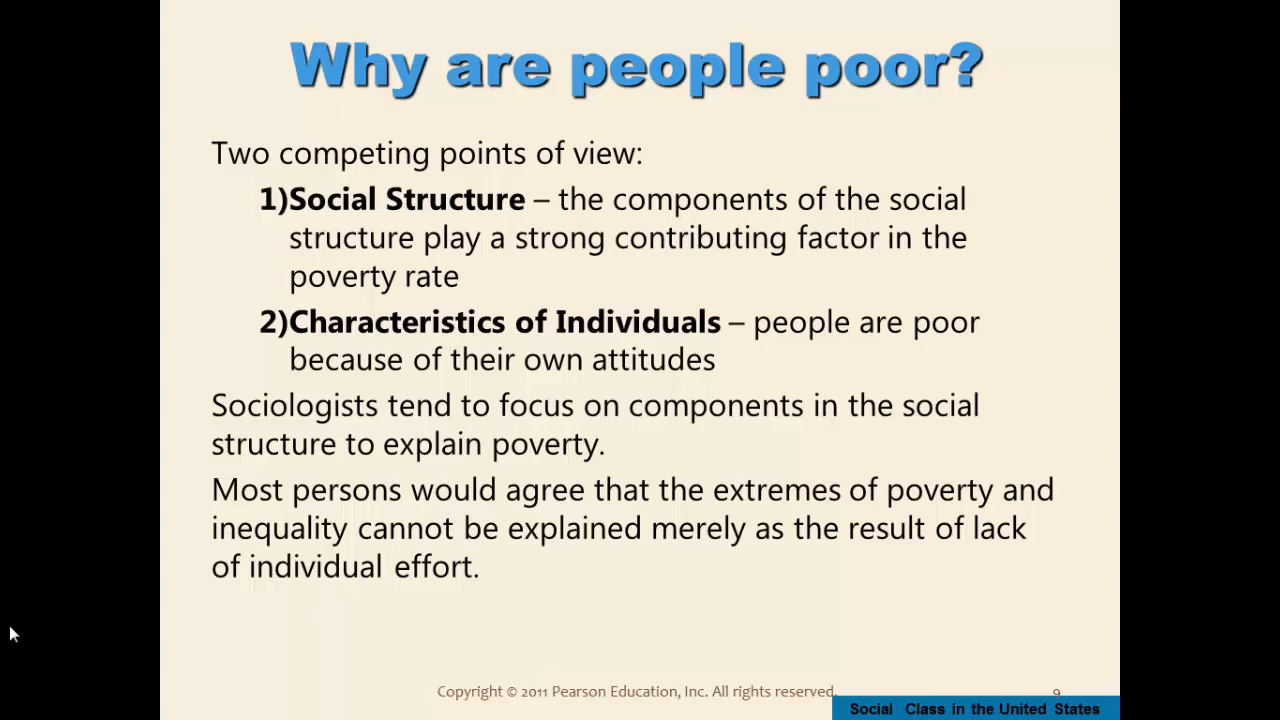 Why are people poor?
Two competing points of view:
1)Social Structure – the components of the social
structure play a strong contributing factor in the
poverty rate
2)Characteristics of Individuals – people are poor
because of their own attitudes
Sociologists tend to focus on components in the social
structure to explain poverty.
Most persons would agree that the extremes of poverty and
inequality cannot be explained merely as the result of lack
of individual effort.
Copyright © 2011 Pearson Education, Inc. All rights reserved.
9
Social Class in the United States